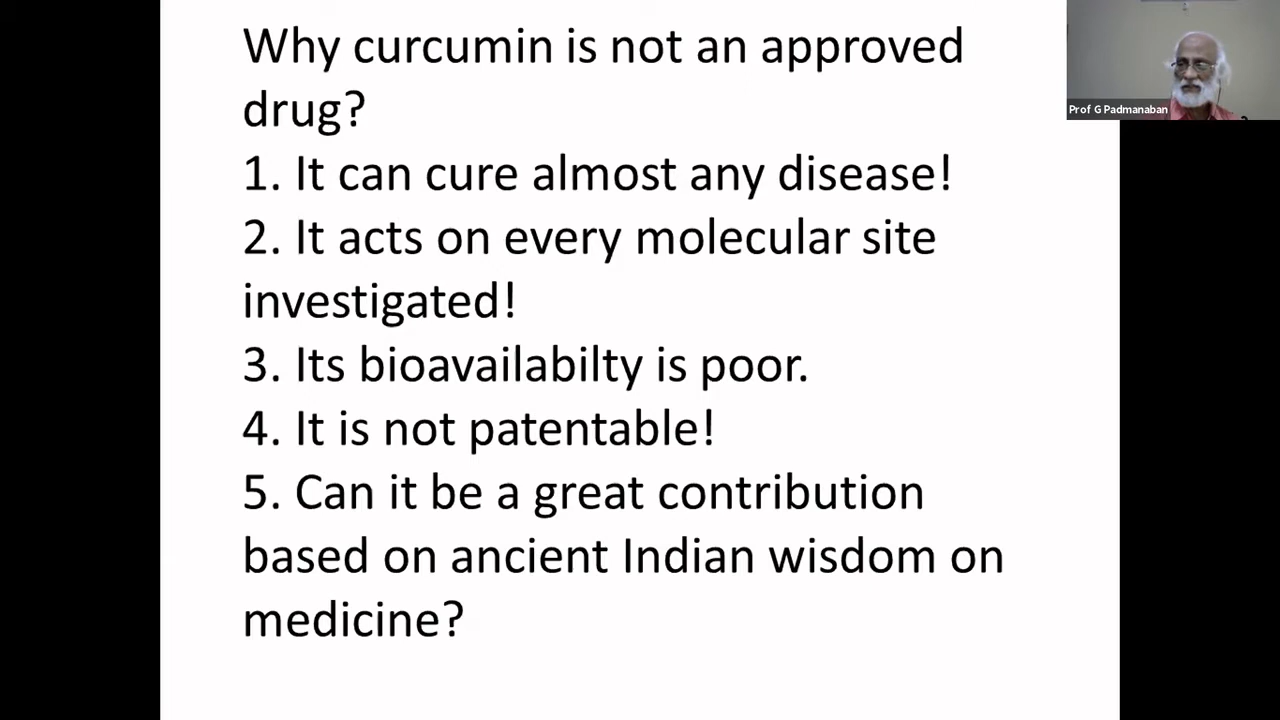 Why curcumin is not an approved
drug?
1. It can cure almost any disease!
2. It acts on every molecular site
investigated!
3. Its bioavailabilty is poor.
4. It is not patentable!
5. Can it be a great contribution
based on ancient Indian wisdom on
medicine?
Prof G Padmanaban